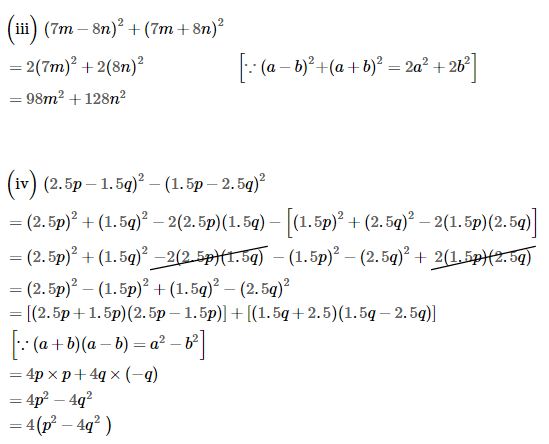 (iii) (7m − 8n)² + (7m + 8n)²
= 2(7m)² + 2(8n)² [∵ (a − b)²+(a + b)² = 2a² + 2b²]
= 98m² + 128n²
(iv) (2.5p − 1.5q)² − (1.5p − 2.5q)²
= (2.5p)² + (1.5q)² − 2(2.5p)(1.5q) − [(1.5p)² + (2.5q)² − 2(1.5p)(2.5q)]
= (2.5p)² + (1.5q)² −2(2.5p)(1.5q) − (1.5p)² − (2.5q)² + 2(1.5p)(2.5q)
= (2.5p)² − (1.5p)² + (1.5q)² − (2.5q)²
= [(2.5p + 1.5p)(2.5p − 1.5p)] + [(1.5q + 2.5)(1.5q − 2.5q)]
[∵ (a + b)(a − b) = a² − b²]
= 4p × p + 4q × (−q)
= 4p² − 4q²
= 4(p² − 4q² )